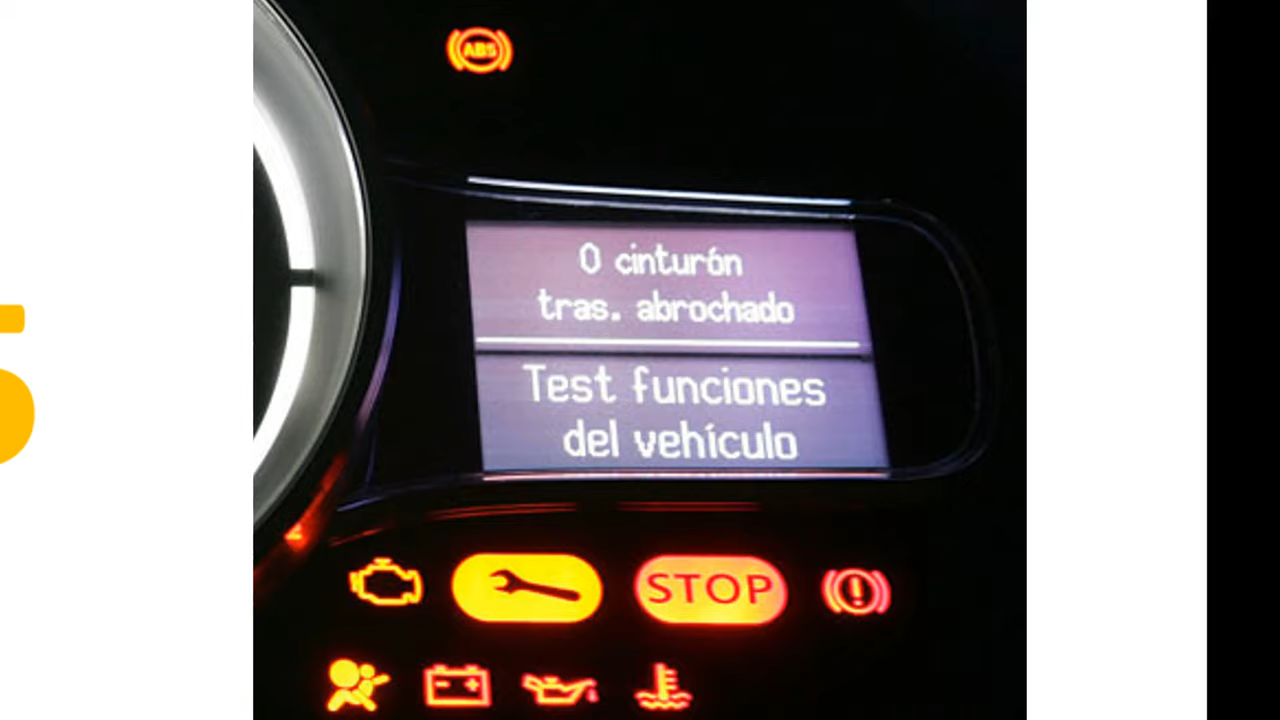 ABS
0 cinturón
tras. abrochado
Test funciones
del vehículo
STOP